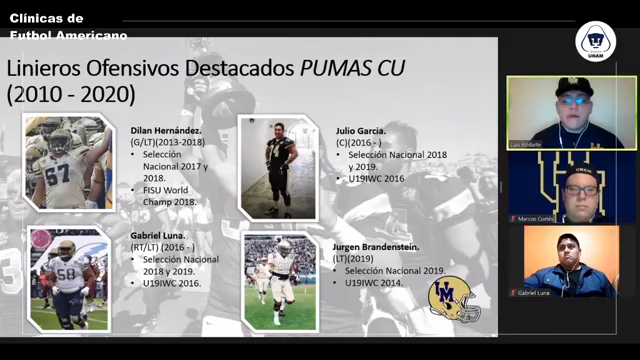 Clínicas de
Futbol Americano
UNAM
Linieros Ofensivos Destacados PUMAS CU
(2010 - 2020)
Dilan Hernández.
(G/LT)(2013-2018)
• Selección
Nacional 2017 y
2018.
• FISU World
Champ 2018.
67
Julio Garcia.
(C)(2016 - )
• Selección Nacional 2018
y 2019.
• U19IWC 2016
Gabriel Luna.
(RT/LT) (2016 - )
• Selección Nacional
2018 y 2019.
• U19IWC 2016.
58
Jurgen Brandenstein.
(LT)(2019)
• Selección Nacional 2019.
• U19IWC 2014.
Marcos Cortés
Gabriel Luna